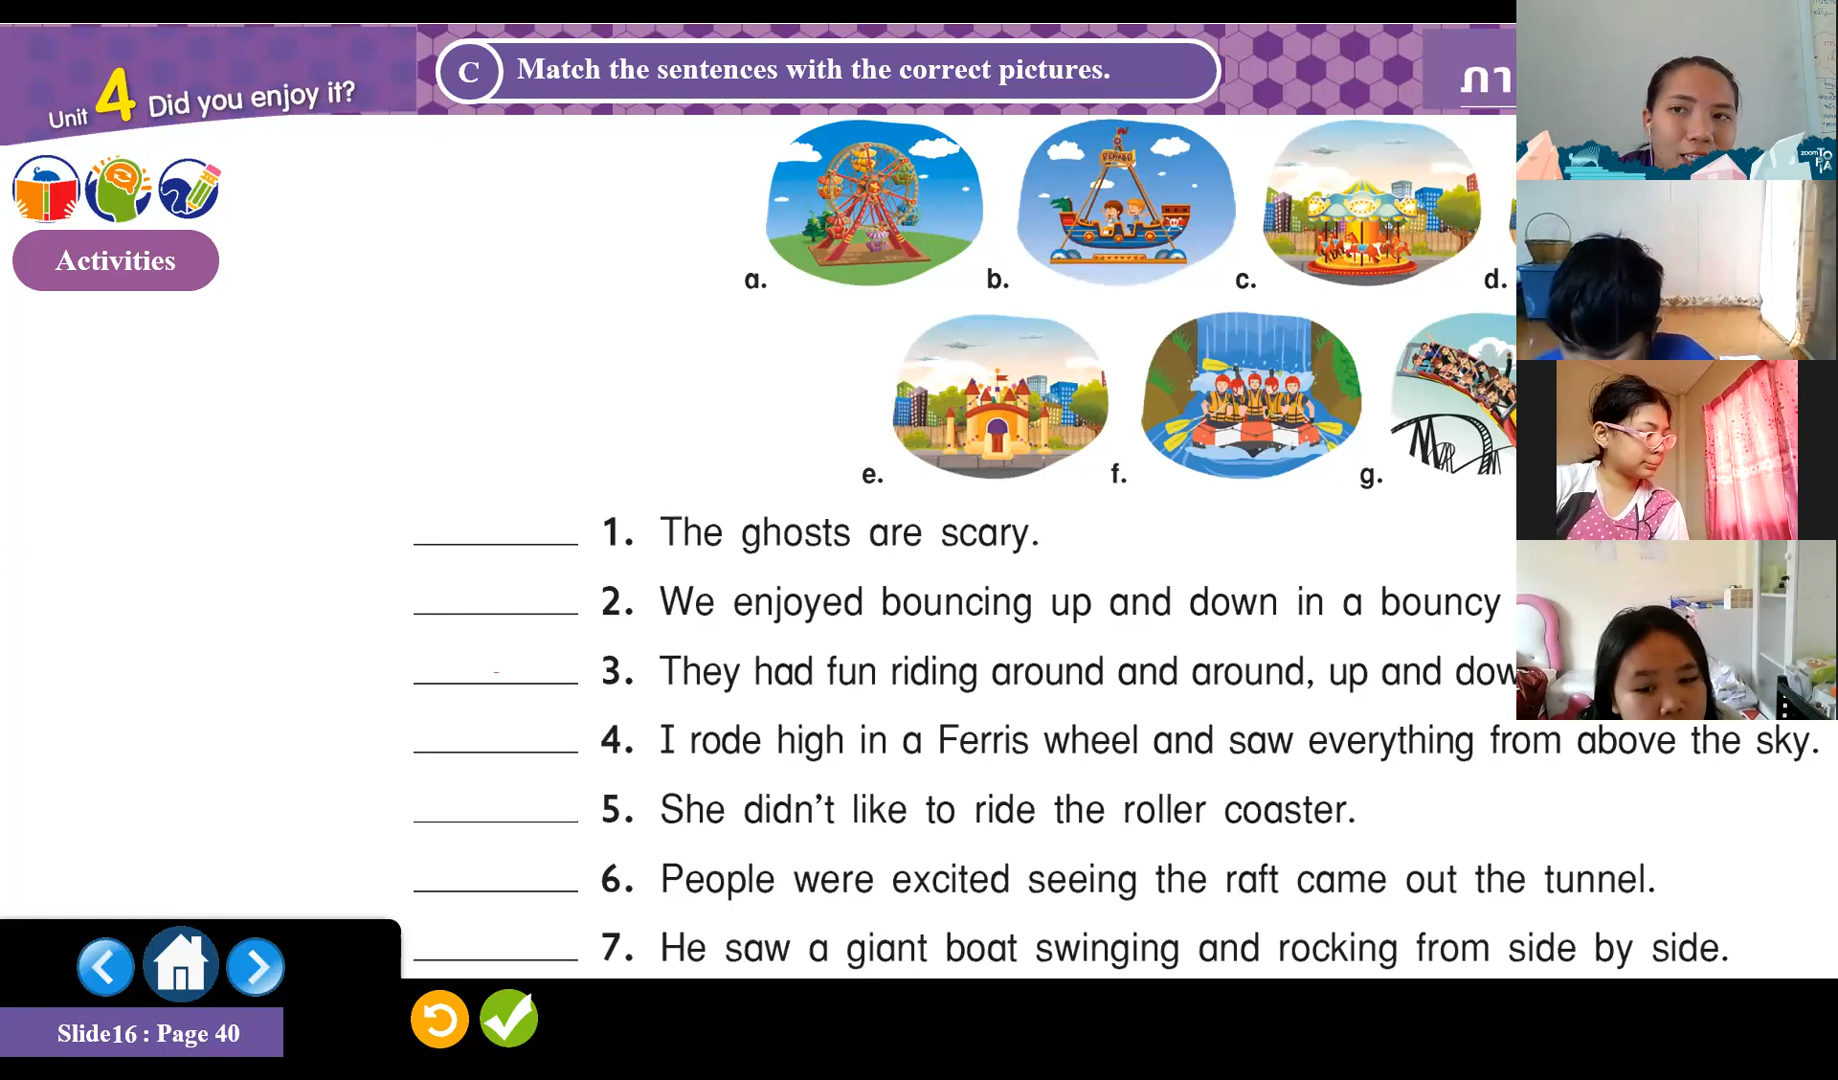 Unit 4 Did you enjoy it?
C Match the sentences with the correct pictures.
ภา
Activities
a.
b.
c.
d.
e.
f.
g.
1. The ghosts are scary.
2. We enjoyed bouncing up and down in a bouncy
3. They had fun riding around and around, up and dow
4. I rode high in a Ferris wheel and saw everything from above the sky.
5. She didn't like to ride the roller coaster.
6. People were excited seeing the raft came out the tunnel.
7. He saw a giant boat swinging and rocking from side by side.
Slide16 : Page 40
zoom TOPIA